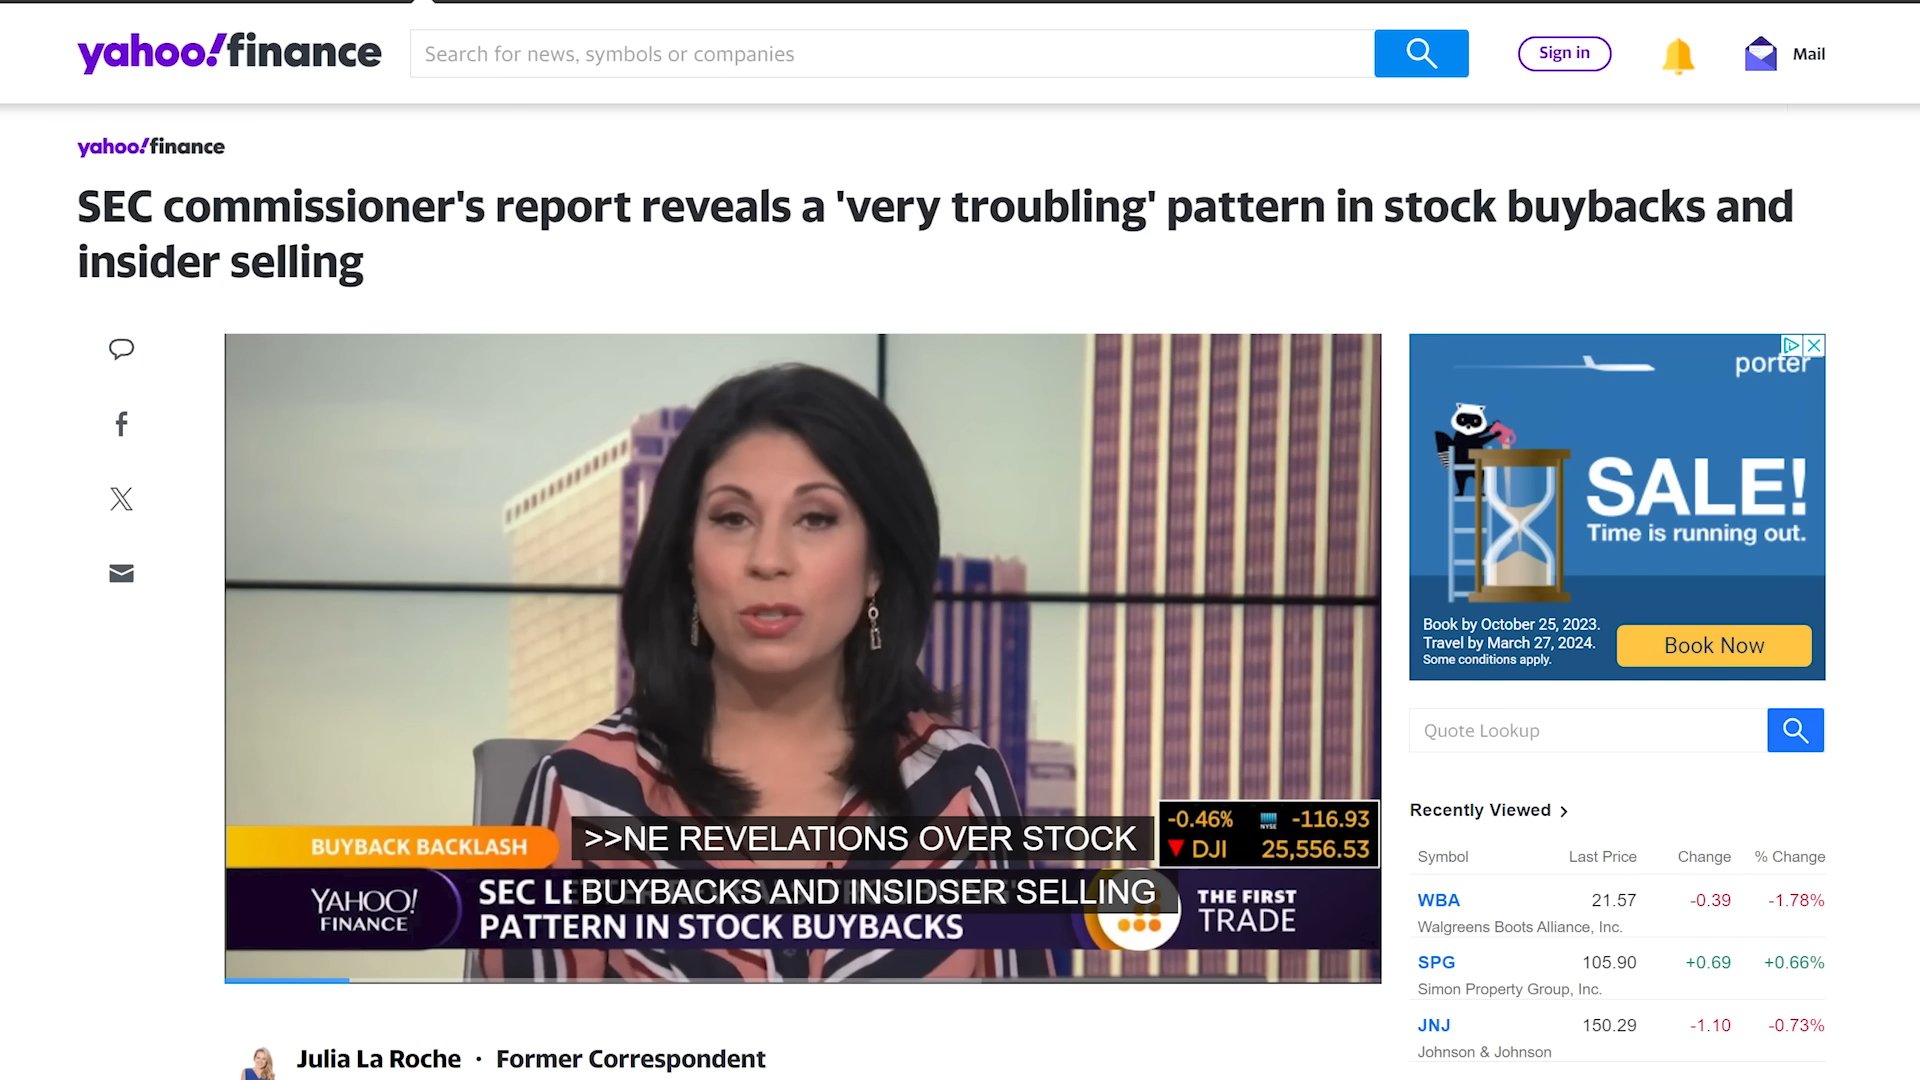 yahoo!finance
Search for news, symbols or companies
Sign in
Mail
yahoo!finance
SEC commissioner's report reveals a 'very troubling' pattern in stock buybacks and
insider selling
porter
SALE!
Time is running out.
Book by October 25, 2023.
Travel by March 27, 2024.
Some conditions apply.
Book Now
BUYBACK BACKLASH
>>NE REVELATIONS OVER STOCK
BUYBACKS AND INSIDSER SELLING
-0.46% NYSE -116.93
DJI 25,556.53
YAHOO!
FINANCE
SEC LE
PATTERN IN STOCK BUYBACKS
THE FIRST
TRADE
Quote Lookup
Recently Viewed >
Symbol Last Price Change % Change
WBA 21.57 -0.39 -1.78%
Walgreens Boots Alliance, Inc.
SPG 105.90 +0.69 +0.66%
Simon Property Group, Inc.
JNJ 150.29 -1.10 -0.73%
Johnson & Johnson
Julia La Roche · Former Correspondent